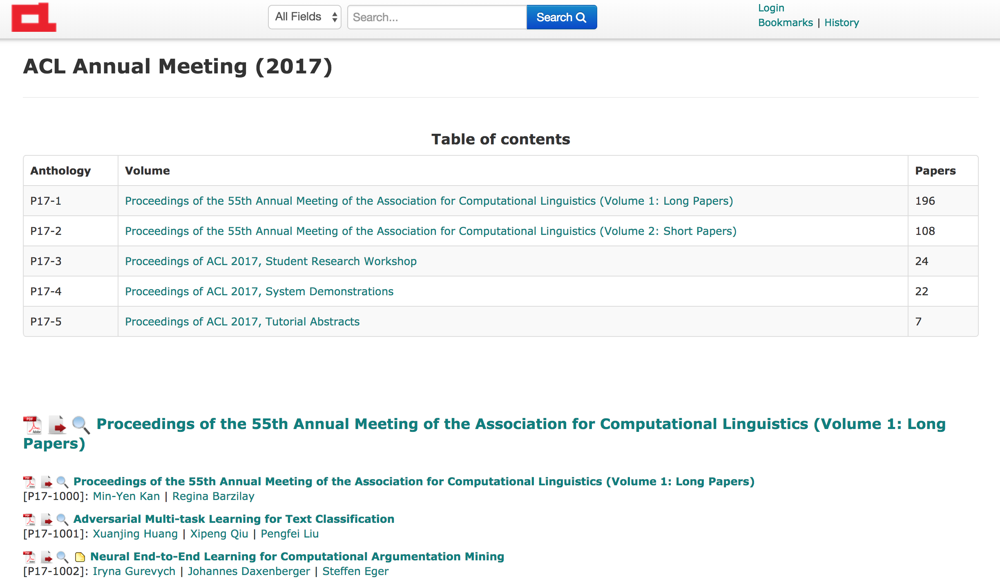 All Fields
Search...
Search
Login
Bookmarks | History
ACL Annual Meeting (2017)
Table of contents
Anthology Volume Papers
P17-1 Proceedings of the 55th Annual Meeting of the Association for Computational Linguistics (Volume 1: Long Papers) 196
P17-2 Proceedings of the 55th Annual Meeting of the Association for Computational Linguistics (Volume 2: Short Papers) 108
P17-3 Proceedings of ACL 2017, Student Research Workshop 24
P17-4 Proceedings of ACL 2017, System Demonstrations 22
P17-5 Proceedings of ACL 2017, Tutorial Abstracts 7
PDF Adobe Proceedings of the 55th Annual Meeting of the Association for Computational Linguistics (Volume 1: Long
Papers)
PDF Adobe Proceedings of the 55th Annual Meeting of the Association for Computational Linguistics (Volume 1: Long Papers)
[P17-1000]: Min-Yen Kan | Regina Barzilay
PDF Adobe Adversarial Multi-task Learning for Text Classification
[P17-1001]: Xuanjing Huang | Xipeng Qiu | Pengfei Liu
PDF Adobe Neural End-to-End Learning for Computational Argumentation Mining
[P17-1002]: Iryna Gurevych | Johannes Daxenberger | Steffen Eger